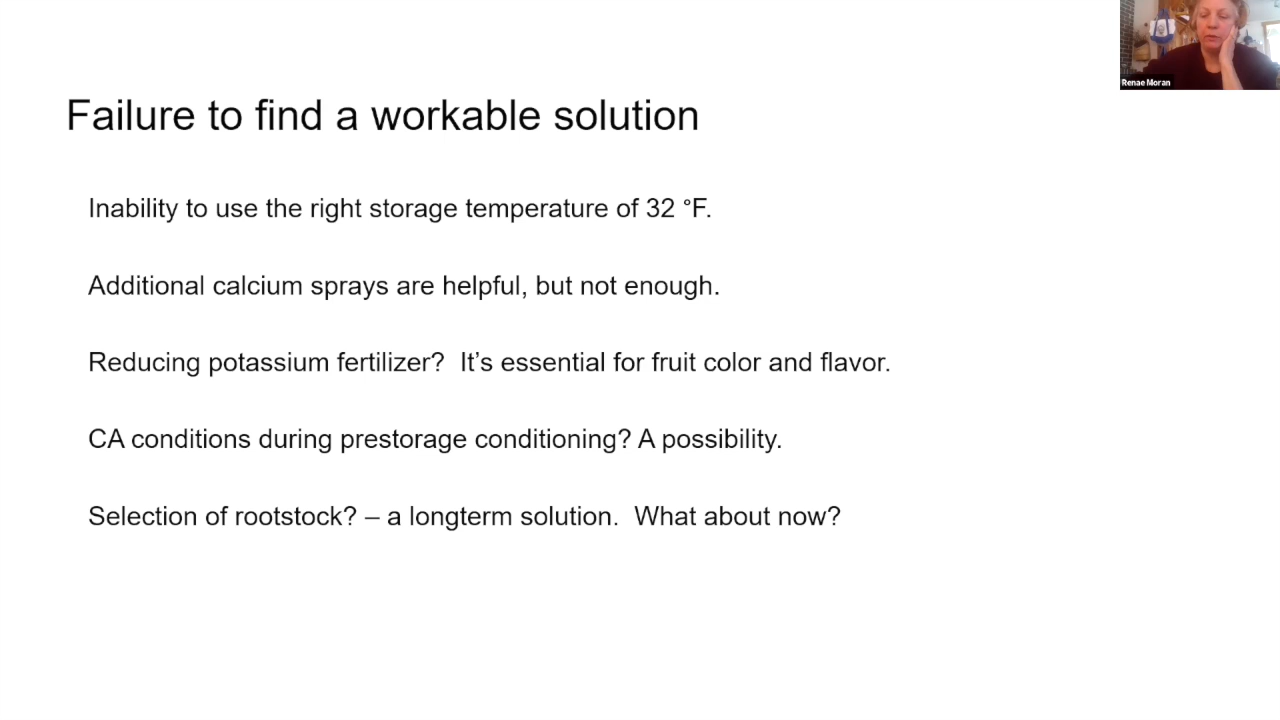 Renae Moran
Failure to find a workable solution
Inability to use the right storage temperature of 32 °F.
Additional calcium sprays are helpful, but not enough.
Reducing potassium fertilizer?  It’s essential for fruit color and flavor.
CA conditions during prestorage conditioning? A possibility.
Selection of rootstock? – a longterm solution.  What about now?